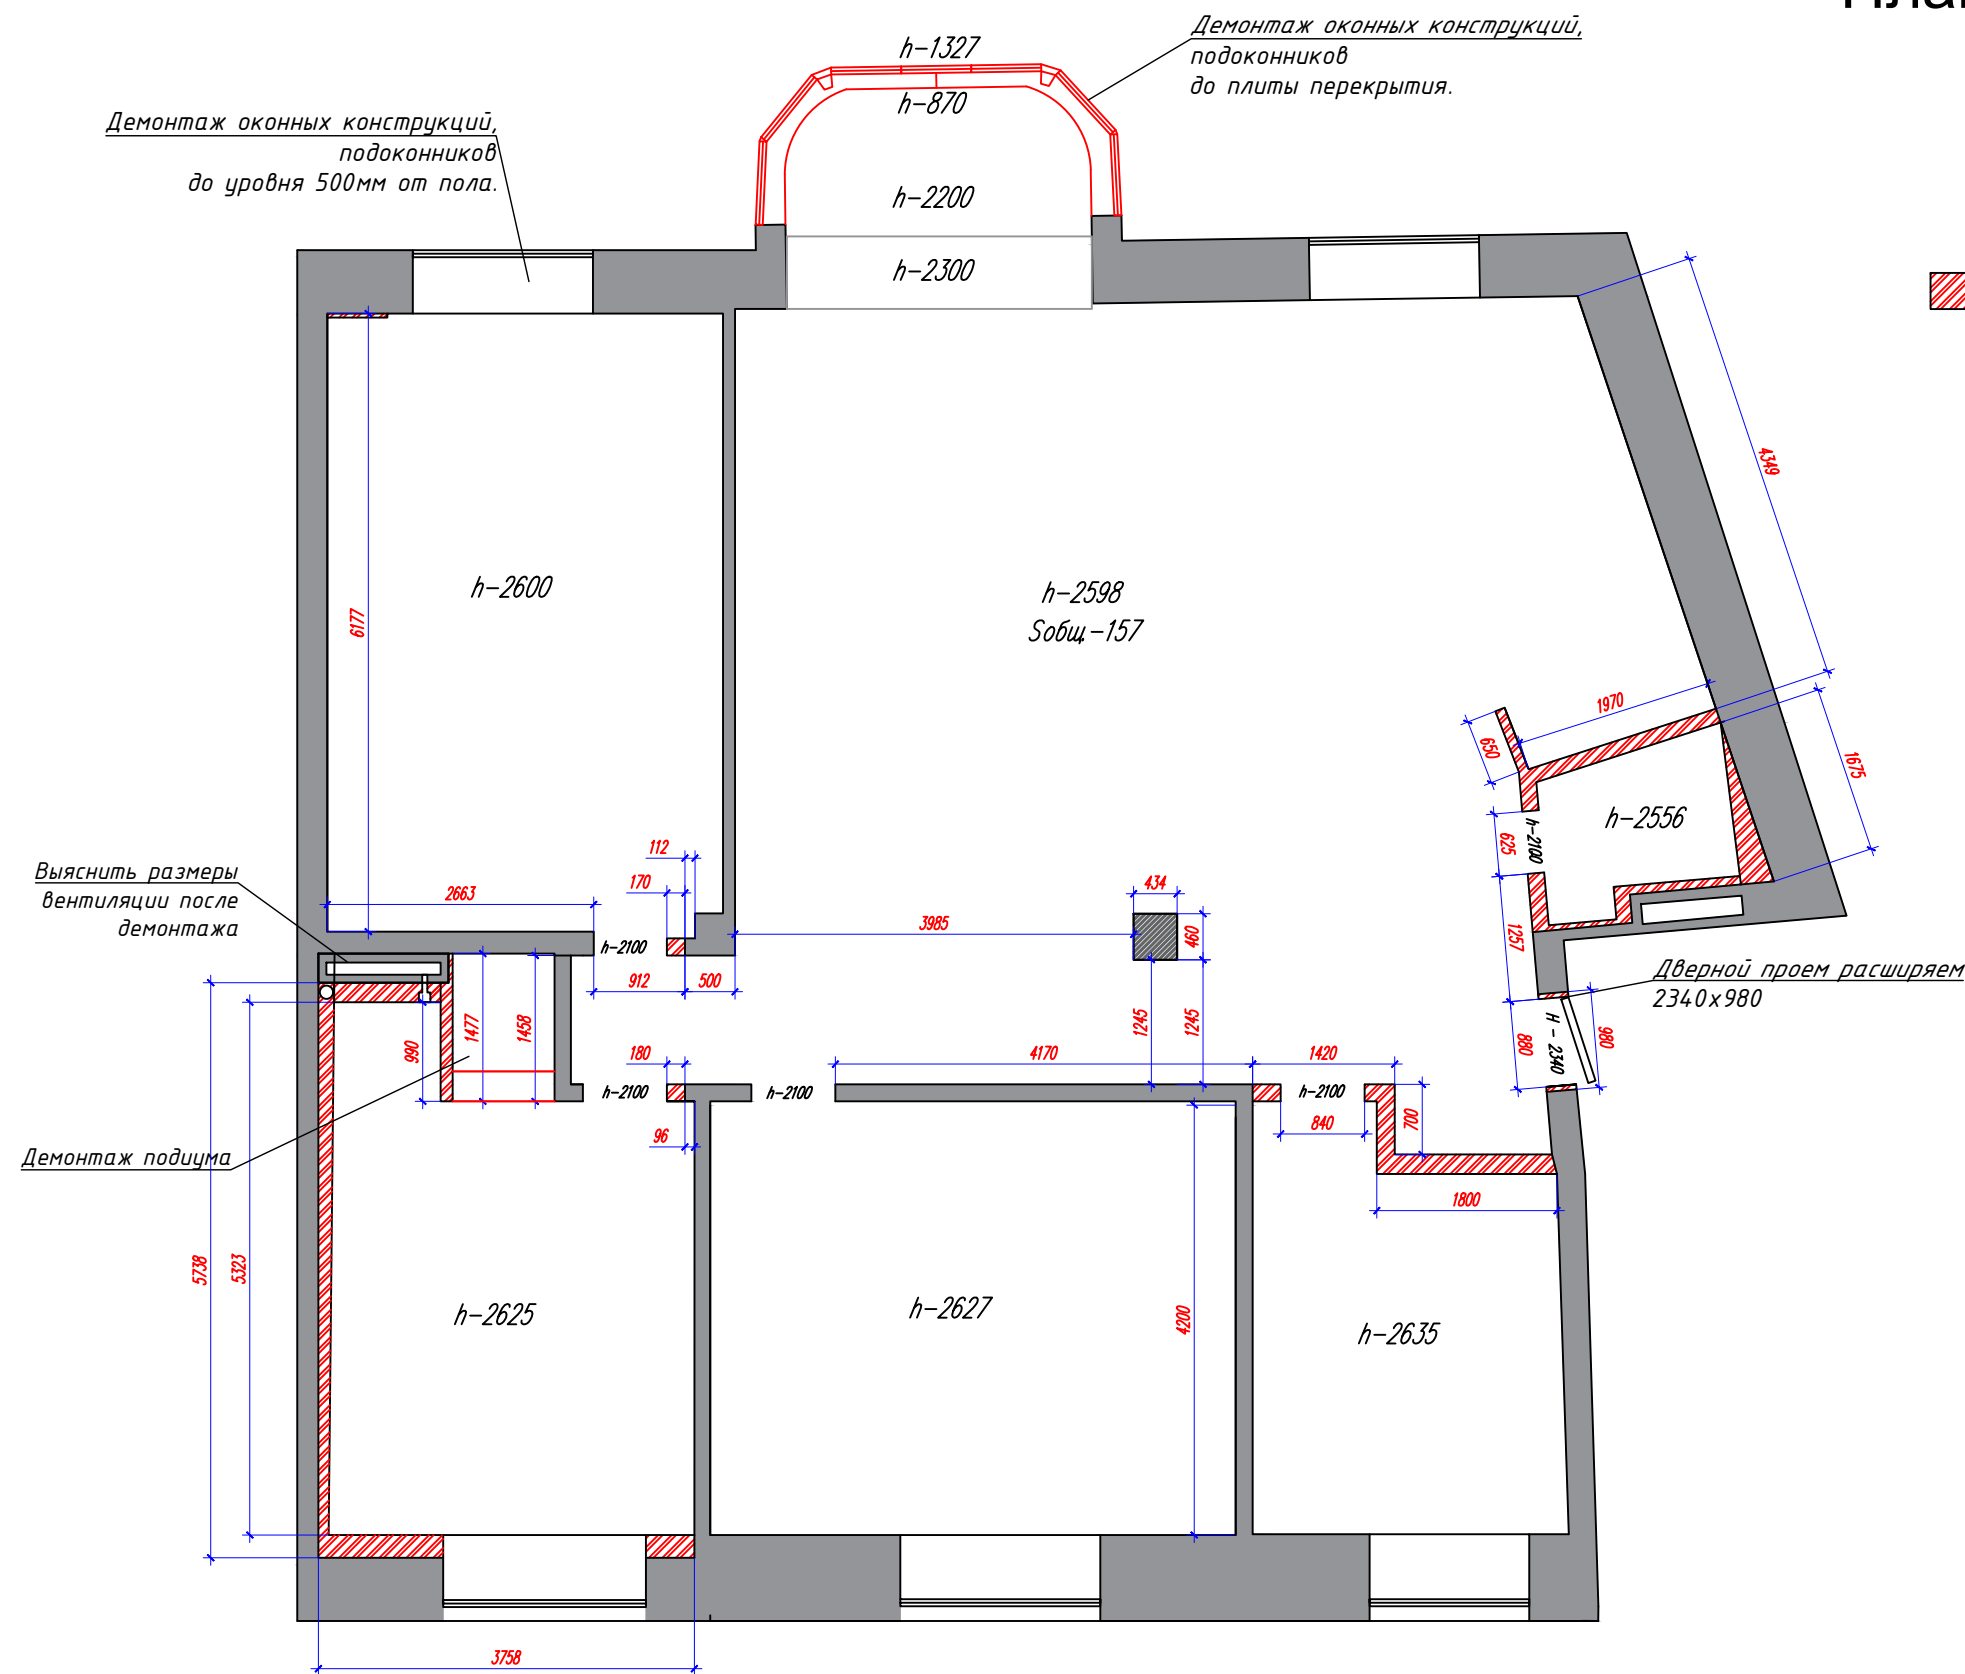 Демонтаж оконных конструкций,
подоконников
до плиты перекрытия.
h-1327
h-870
Демонтаж оконных конструкций,
подоконников
до уровня 500мм от пола.
h-2200
h-2300
4349
h-2600
h-2598
Sобщ.-157
6177
1970
650
1675
h-2556
h-2100
625
112
170
2663
434
460
3985
Выяснить размеры
вентиляции после
демонтажа
h-2100
912
500
1257
Дверной проем расширяем
2340х980
990
1477
1458
1245
1245
H - 2340
880
980
180
4170
1420
h-2100
h-2100
h-2100
96
840
700
Демонтаж подиума
1800
5738
5323
h-2625
h-2627
4200
h-2635
3758